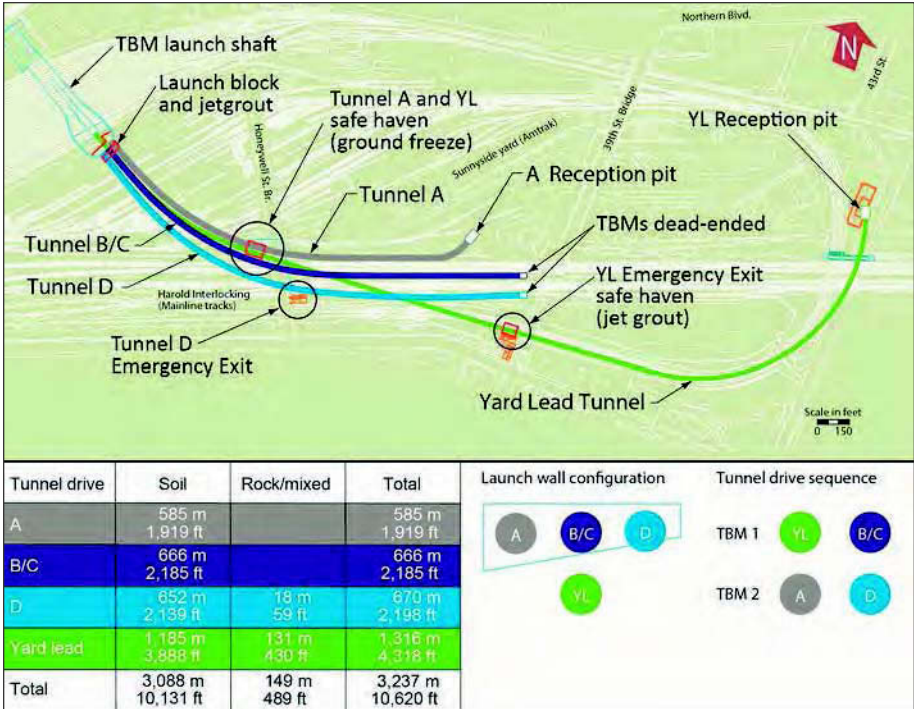 Northern Blvd.
TBM launch shaft
N
43rd St.
Launch block
and jetgrout
Tunnel A and YL
safe haven
(ground freeze)
Honeywell St. Br.
39th St. Bridge
YL Reception pit
Sunnyside yard (Amtrak)
A Reception pit
Tunnel A
TBMs dead-ended
Tunnel B/C
Tunnel D
Harold Interlocking
(Mainline tracks)
YL Emergency Exit
safe haven
(jet grout)
Tunnel D
Emergency Exit
Yard Lead Tunnel
Scale in feet
0 150
Tunnel drive Soil Rock/mixed Total
A 585 m 585 m
1,919 ft 1,919 ft
B/C 666 m 666 m
2,185 ft 2,185 ft
D 652 m 18 m 670 m
2,139 ft 59 ft 2,198 ft
Yard lead 1,185 m 131 m 1,316 m
3,888 ft 430 ft 4,318 ft
Total 3,088 m 149 m 3,237 m
10,131 ft 489 ft 10,620 ft
Launch wall configuration
A B/C D
YL
Tunnel drive sequence
TBM 1 YL B/C
TBM 2 A D